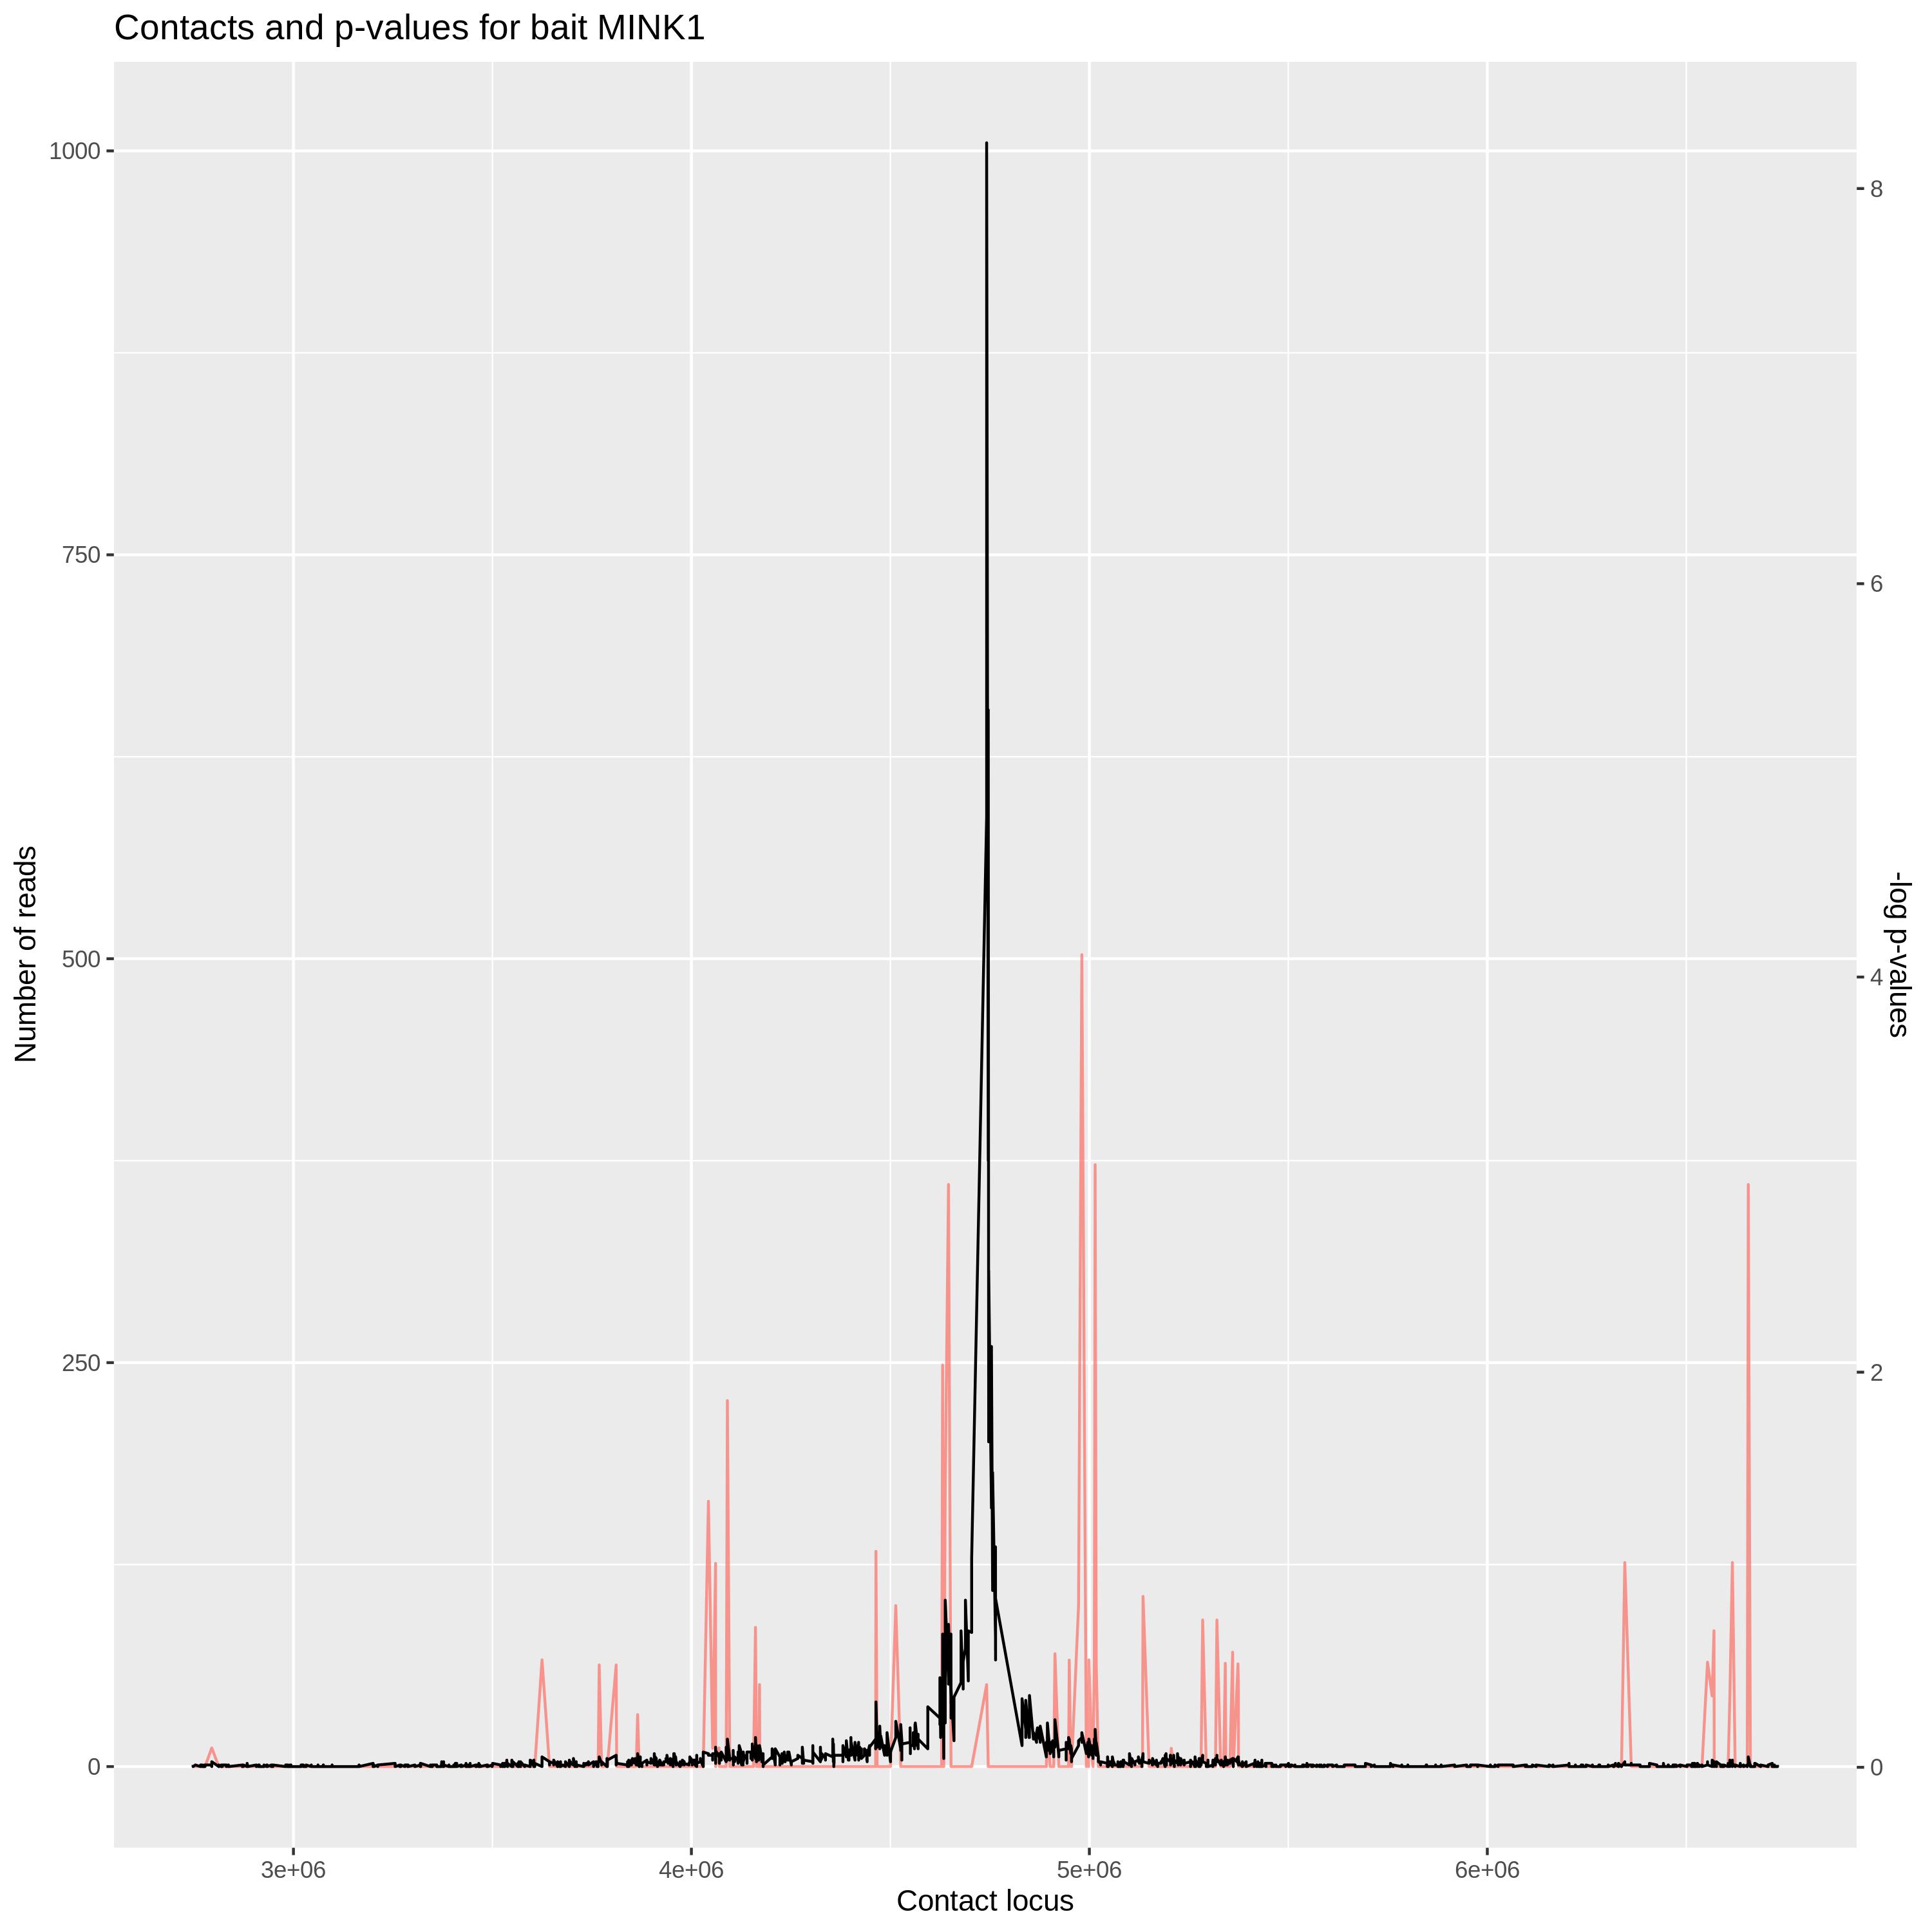 Contacts and p-values for bait MINK1
1000
750
500
250
0
Number of reads
8
6
4
2
0
-log p-values
3e+06
4e+06
5e+06
6e+06
Contact locus